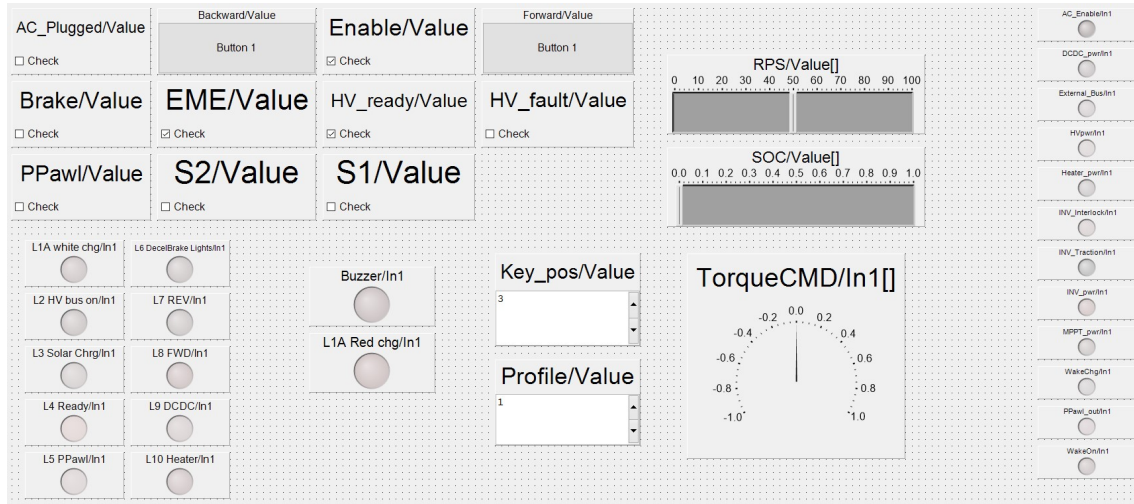 AC_Plugged/Value
Check
Backward/Value
Button 1
Enable/Value
Check
Forward/Value
Button 1
Brake/Value
Check
EME/Value
Check
HV_ready/Value
Check
HV_fault/Value
Check
PPawl/Value
Check
S2/Value
Check
S1/Value
Check
RPS/Value[]
0 10 20 30 40 50 60 70 80 90 100
SOC/Value[]
0.0 0.1 0.2 0.3 0.4 0.5 0.6 0.7 0.8 0.9 1.0
L1A white chg/In1
L6 DecelBrake Lights/In1
L2 HV bus on/In1
L7 REV/In1
L3 Solar Chrg/In1
L8 FWD/In1
L4 Ready/In1
L9 DCDC/In1
L5 PPawl/In1
L10 Heater/In1
Buzzer/In1
L1A Red chg/In1
Key_pos/Value
3
Profile/Value
1
TorqueCMD/In1[]
-1.0 -0.8 -0.6 -0.4 -0.2 0.0 0.2 0.4 0.6 0.8 1.0
AC_Enable/In1
DCDC_pwr/In1
External_Bus/In1
HVpwr/In1
Heater_pwr/In1
INV_Interlock/In1
INV_Traction/In1
INV_pwr/In1
MPPT_pwr/In1
WakeChg/In1
PPawl_out/In1
WakeOn/In1